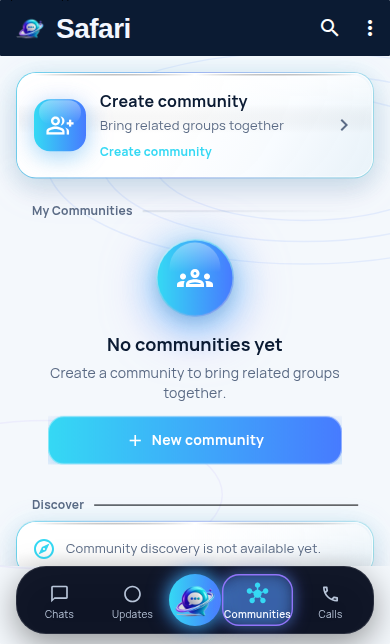 Safari
Create community
Bring related groups together
Create community
My Communities
No communities yet
Create a community to bring related groups
together.
+ New community
Discover
Community discovery is not available yet.
Chats
Updates
Communities
Calls